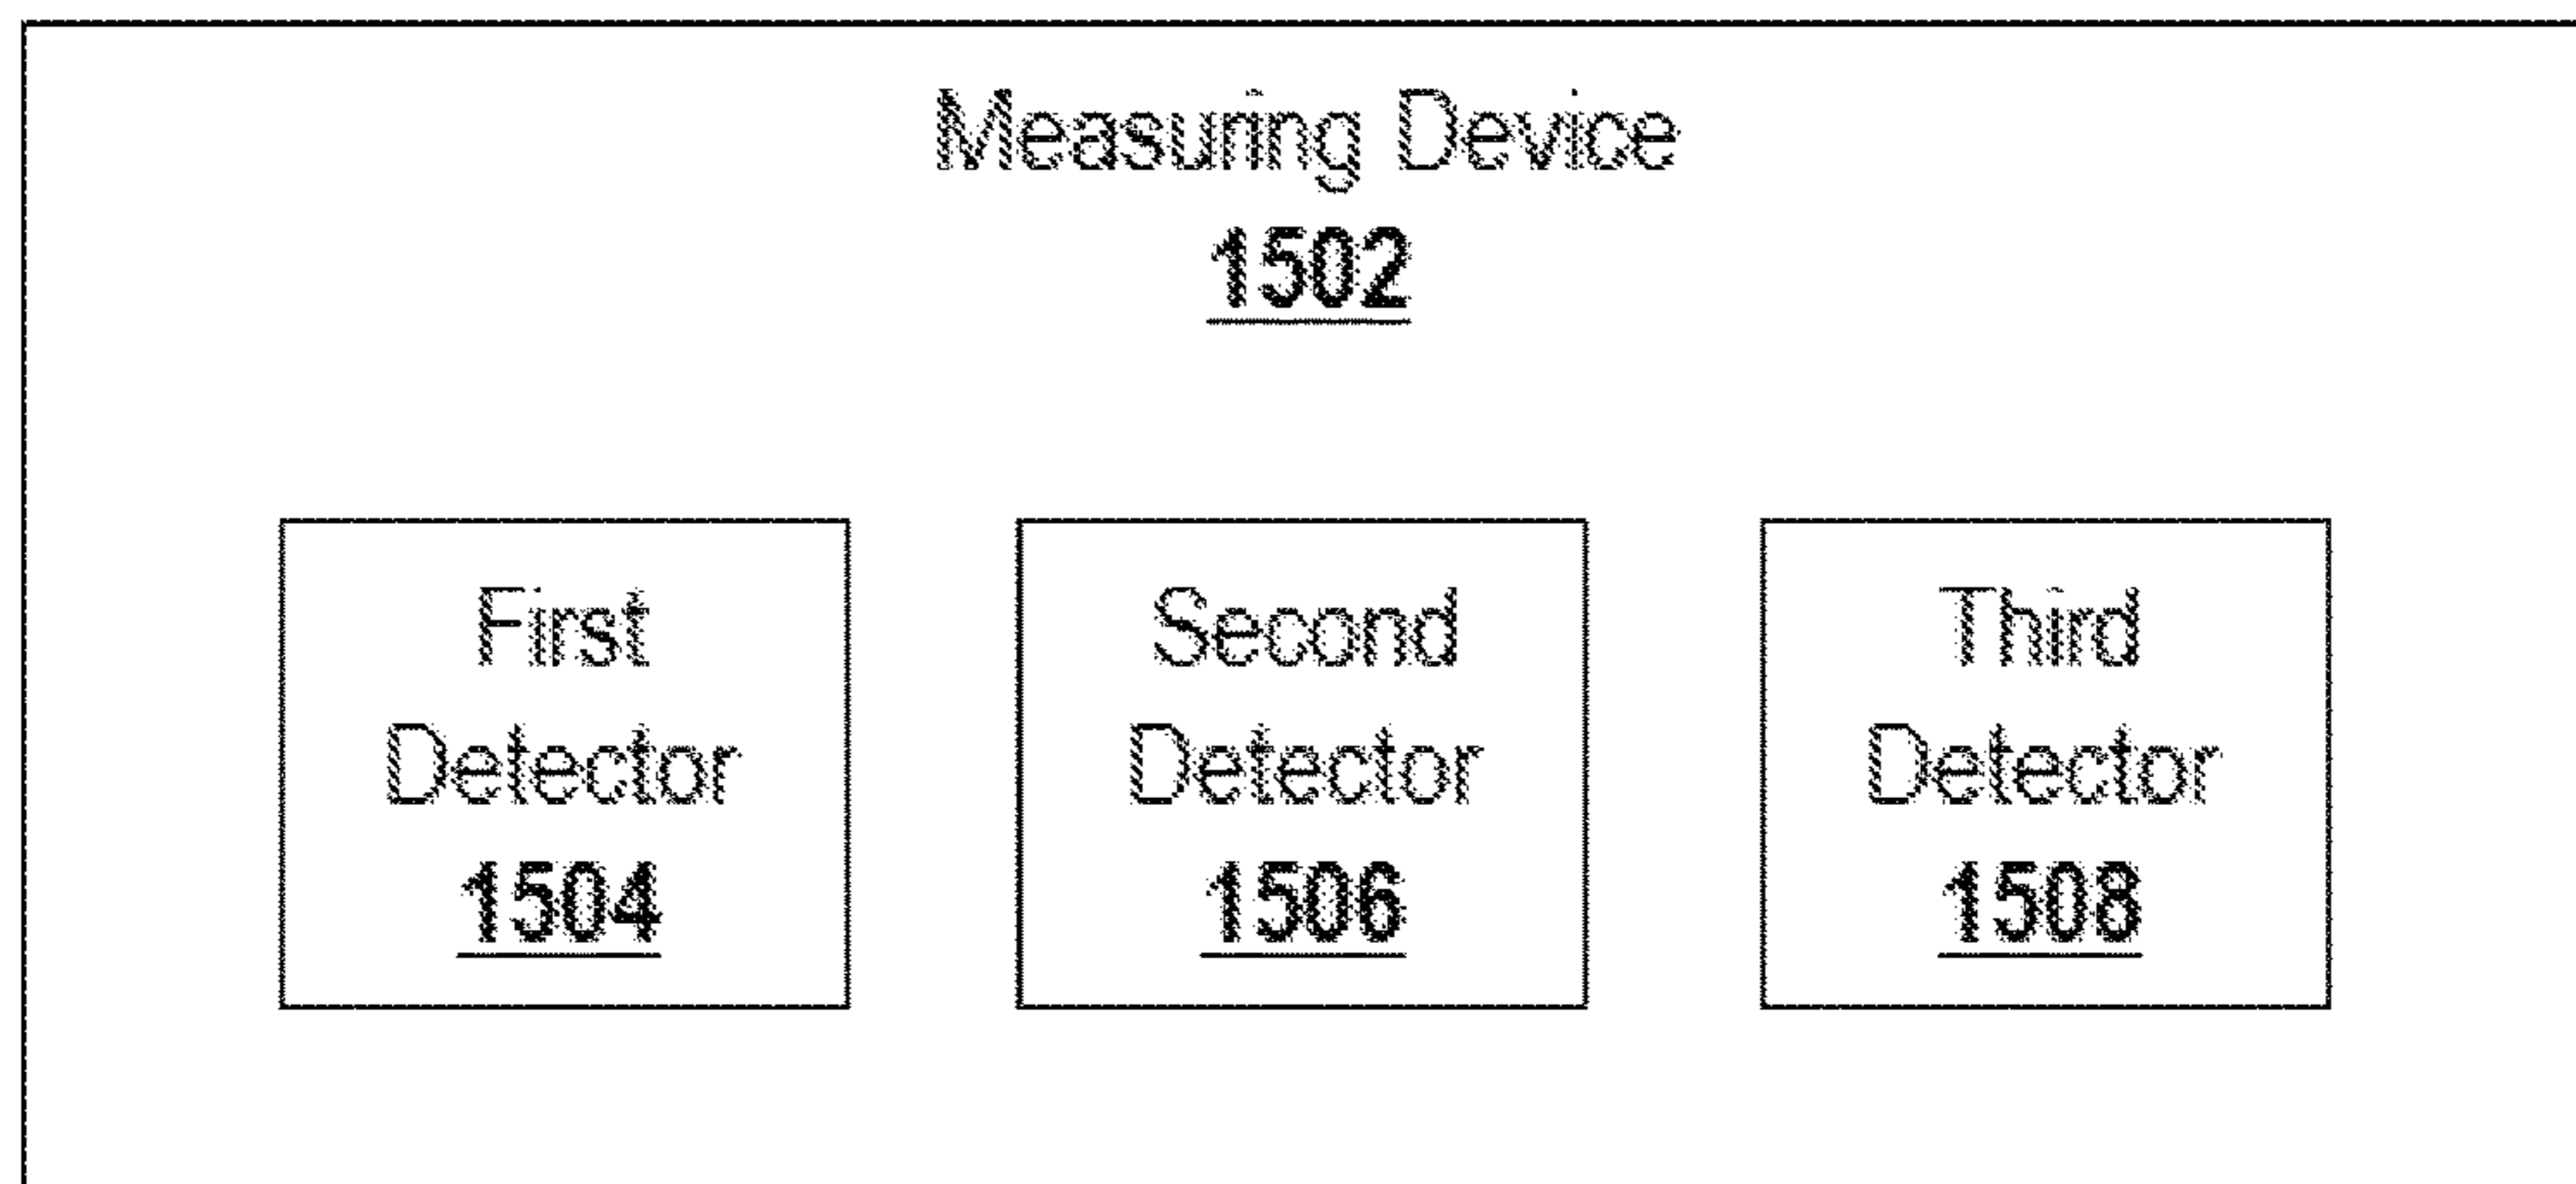 Measuring Device
1502
First
Detector
1504
Second
Detector
1506
Third
Detector
1508